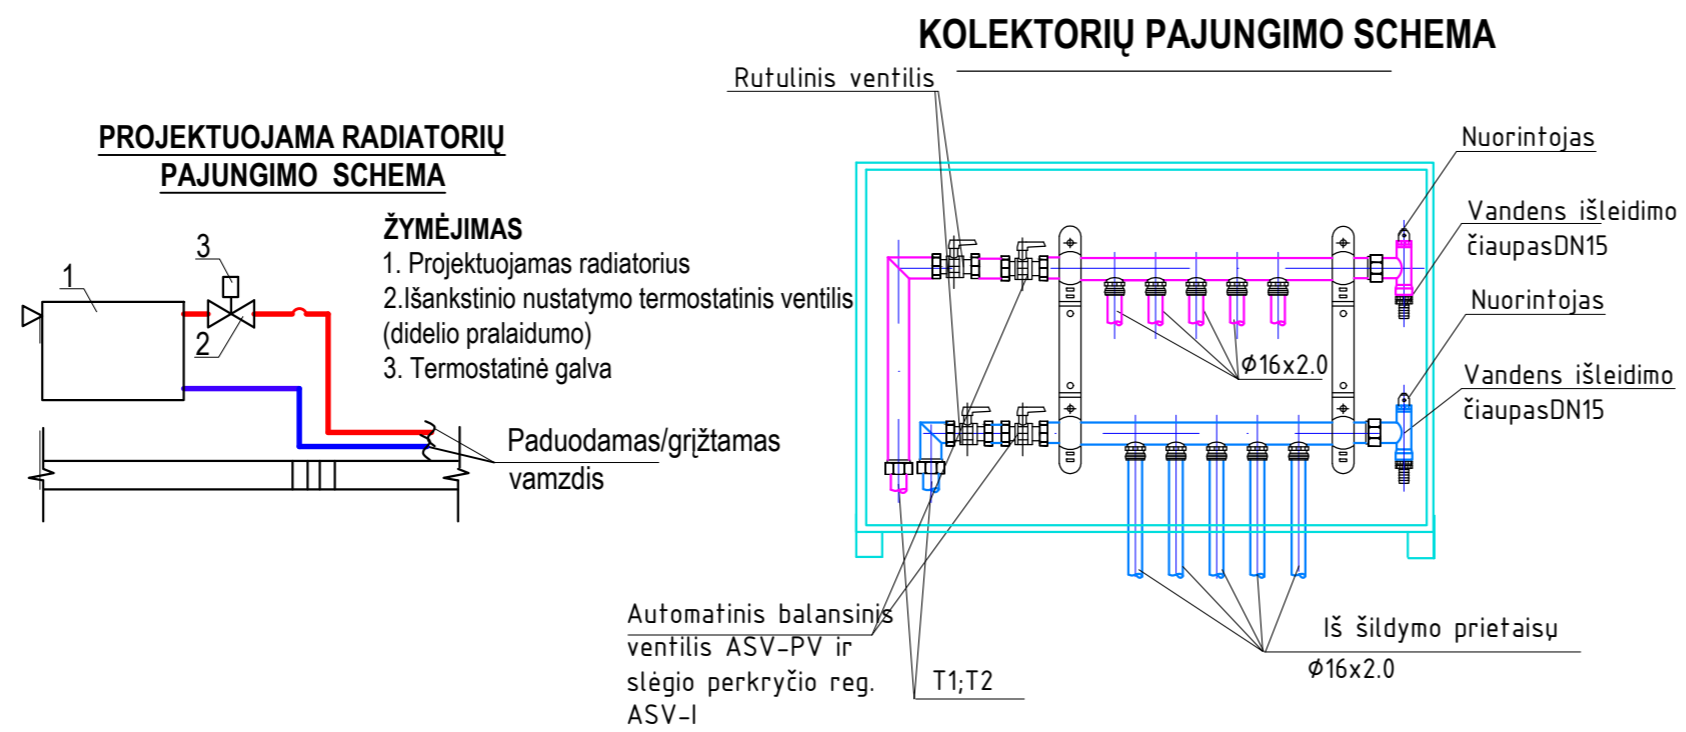 KOLEKTORIŲ PAJUNGIMO SCHEMA
Rutulinis ventilis
PROJEKTUOJAMA RADIATORIŲ
PAJUNGIMO SCHEMA
ŽYMĖJIMAS
1. Projektuojamas radiatorius
2.Išankstinio nustatymo termostatinis ventilis
(didelio pralaidumo)
3. Termostatinė galva
1
3
2
Paduodamas/grįžtamas
vamzdis
Nuorintojas
Vandens išleidimo
čiaupasDN15
Nuorintojas
Vandens išleidimo
čiaupasDN15
Φ16x2.0
Automatinis balansinis
ventilis ASV-PV ir
slėgio perkryčio reg.
ASV-I
T1;T2
Iš šildymo prietaisų
Φ16x2.0